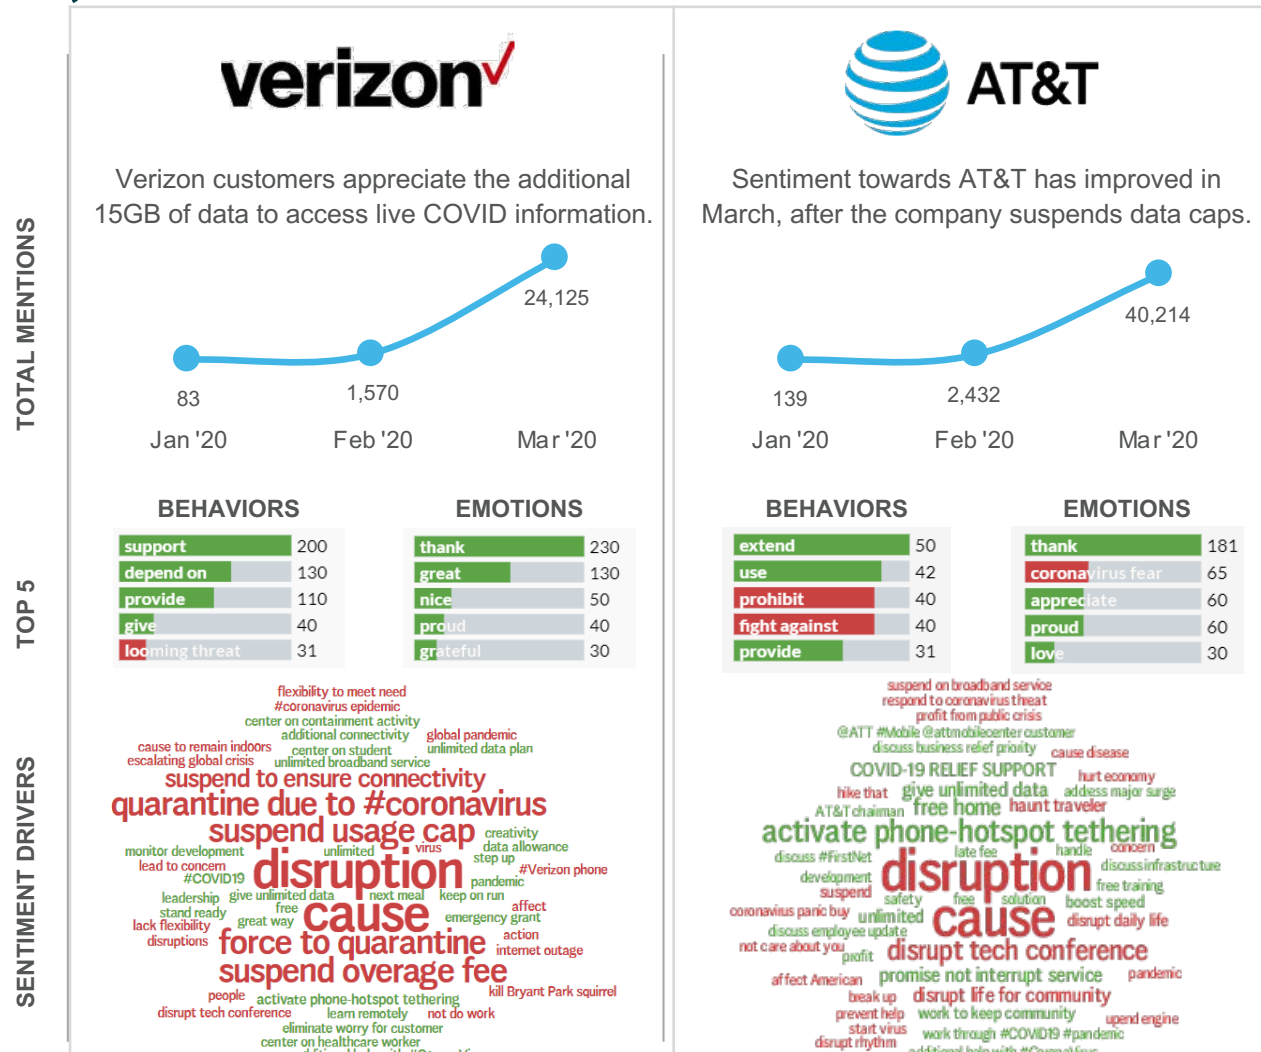 verizon
Verizon customers appreciate the additional
15GB of data to access live COVID information.
TOTAL MENTIONS
24,125
1,570
83
Jan '20
Feb '20
Mar '20
BEHAVIORS
support 200
depend on 130
provide 110
give 40
looming threat 31
EMOTIONS
thank 230
great 130
nice 50
proud 40
grateful 30
TOP 5
SENTIMENT DRIVERS
flexibility to meet need
#coronavirus epidemic
center on containment activity
additional connectivity
global pandemic
cause to remain indoors
center on student
unlimited data plan
escalating global crisis
unlimited broadband service
suspend to ensure connectivity
quarantine due to #coronavirus
suspend usage cap
creativity
monitor development
unlimited
virus
data allowance
lead to concern
disruption
step up
#Verizon phone
#COVID19
pandemic
leadership
give unlimited data
next meal
keep on run
stand ready
free
cause
affect
lack flexibility
great way
emergency grant
disruptions
force to quarantine
action
internet outage
suspend overage fee
people
activate phone-hotspot tethering
kill Bryant Park squirrel
disrupt tech conference
learn remotely
not do work
eliminate worry for customer
center on healthcare worker
AT&T
Sentiment towards AT&T has improved in
March, after the company suspends data caps.
40,214
2,432
139
Jan '20
Feb '20
Mar '20
BEHAVIORS
extend 50
use 42
prohibit 40
fight against 40
provide 31
EMOTIONS
thank 181
coronavirus fear 65
appreciate 60
proud 60
love 30
suspend on broadband service
respond to coronavirus threat
profit from public crisis
@ATT #Mobile @attmobilecenter customer
discuss business relief priority
cause disease
COVID-19 RELIEF SUPPORT
hurt economy
hike that
give unlimited data
address major surge
AT&T chairman
free home
haunt traveler
activate phone-hotspot tethering
discuss #FirstNet
late fee
handle
concern
disruption
discuss infrastructure
development
free training
suspend
safety
free
solution
boost speed
coronavirus panic buy
unlimited
cause
disrupt daily life
discuss employee update
not care about you
profit
disrupt tech conference
affect American
promise not interrupt service
pandemic
break up
disrupt life for community
prevent help
work to keep community
upend engine
start virus
work through #COVID19 #pandemic
disrupt rhythm
additional help with #CoronaVirus